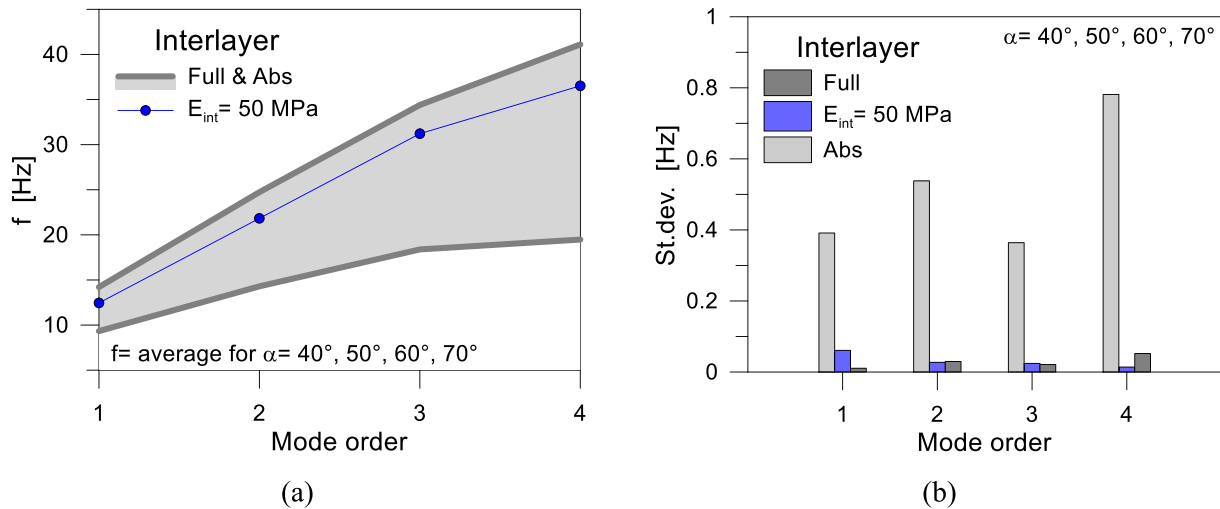 Interlayer
Full & Abs
E_int= 50 MPa
40
30
20
10
f [Hz]
f= average for α= 40°, 50°, 60°, 70°
1 2 3 4
Mode order
(a)
α= 40°, 50°, 60°, 70°
Interlayer
Full
E_int= 50 MPa
Abs
1
0.8
0.6
0.4
0.2
0
St.dev. [Hz]
1 2 3 4
Mode order
(b)